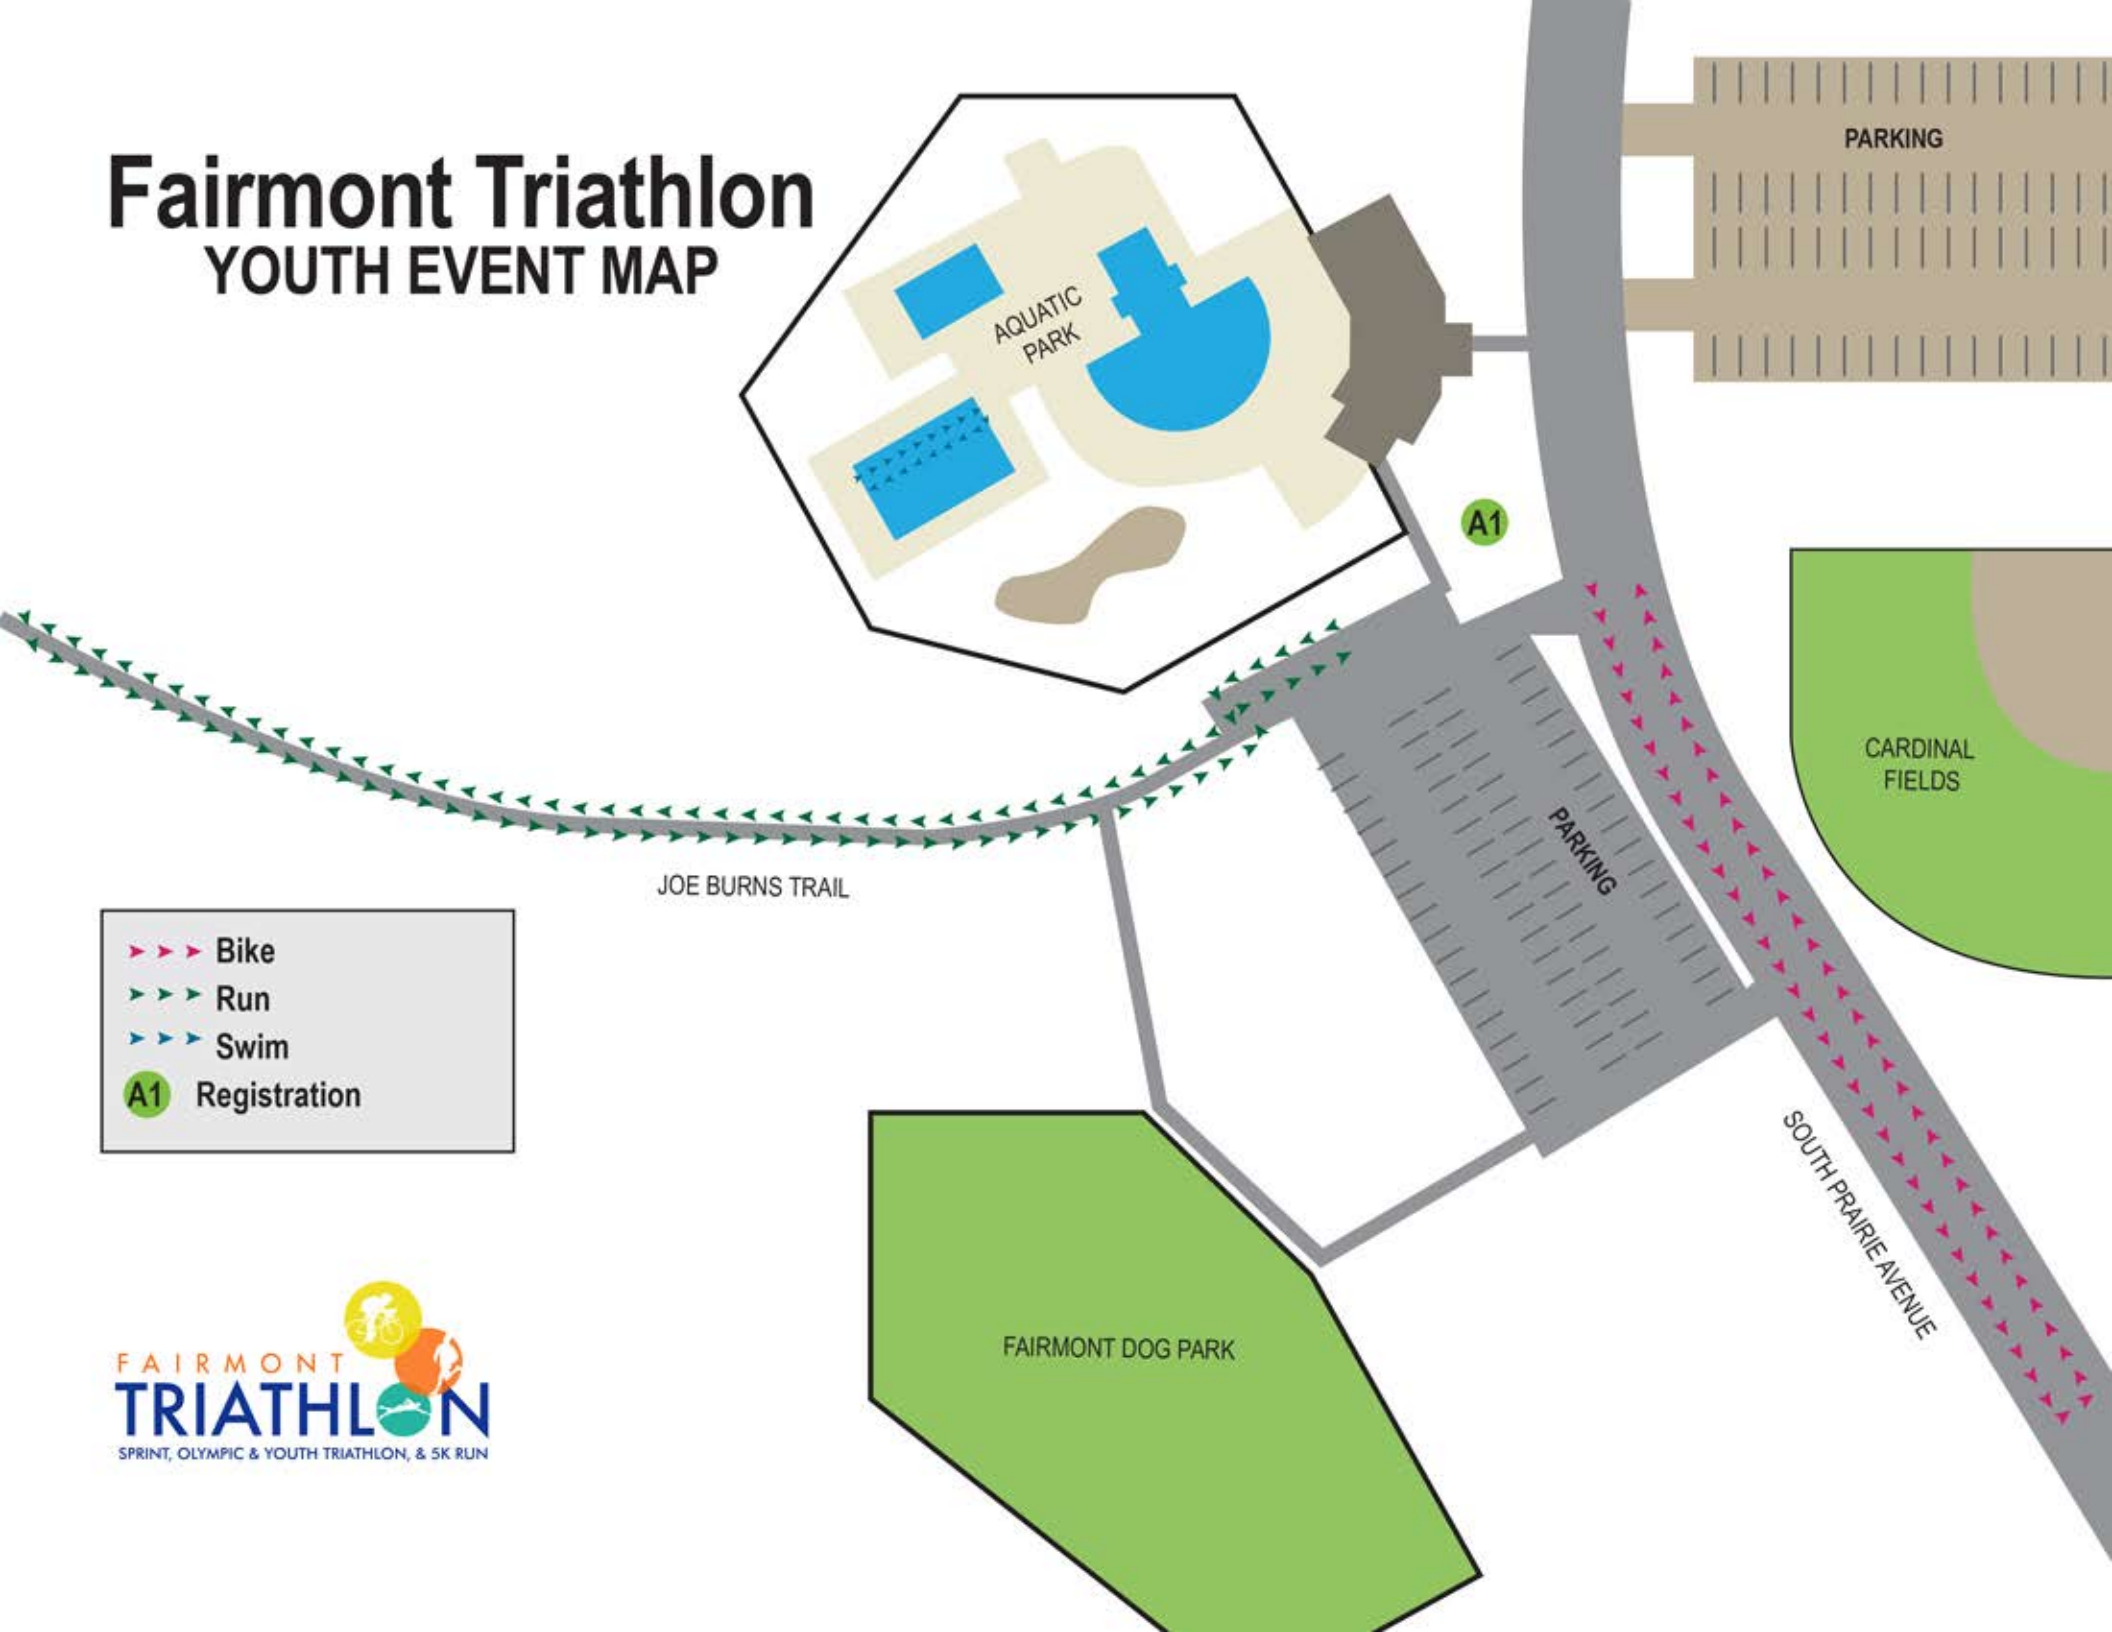 Fairmont Triathlon
YOUTH EVENT MAP
PARKING
AQUATIC
PARK
A1
CARDINAL
FIELDS
PARKING
JOE BURNS TRAIL
Bike
Run
Swim
A1 Registration
SOUTH PRAIRIE AVENUE
FAIRMONT DOG PARK
FAIRMONT
TRIATHLON
SPRINT, OLYMPIC & YOUTH TRIATHLON, & 5K RUN